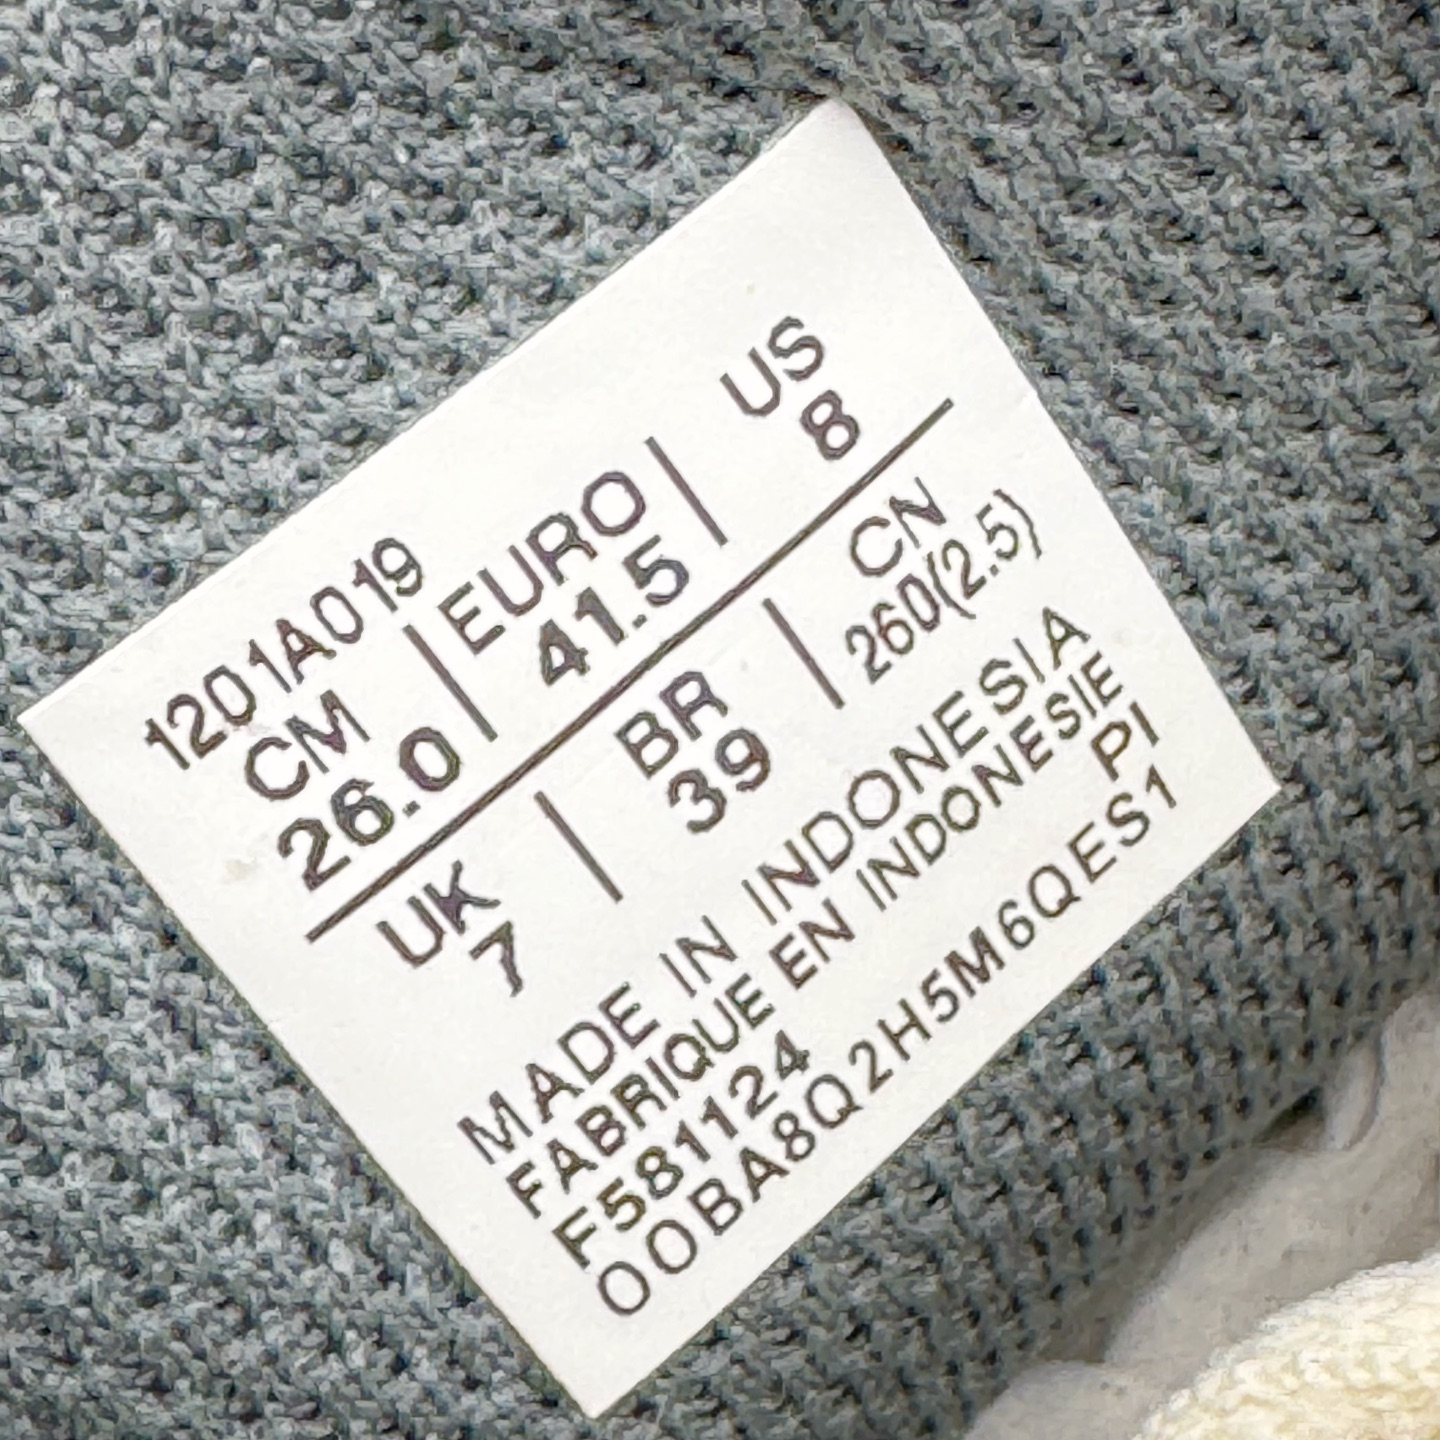 1201A019
CM EURO US
26.0 41.5 8
UK BR CN
7 39 260(2.5)
MADE IN INDONESIA
FABRIQUE EN INDONESIE
F581124 PI
00BA8Q2H5M6QES1